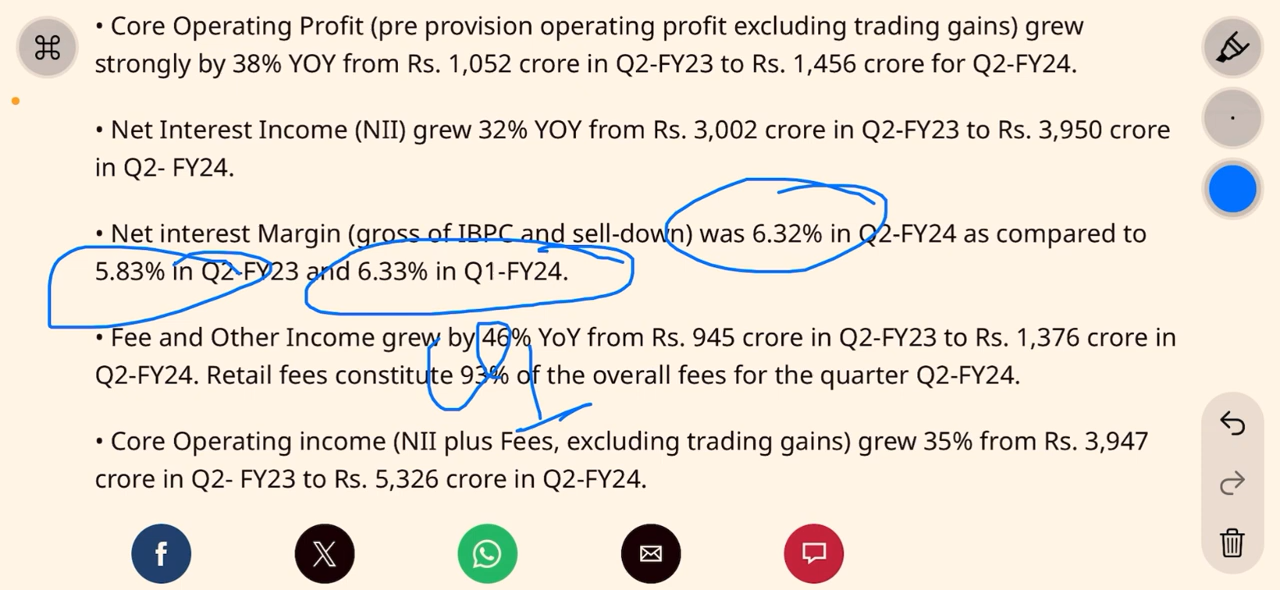 • Core Operating Profit (pre provision operating profit excluding trading gains) grew
strongly by 38% YOY from Rs. 1,052 crore in Q2-FY23 to Rs. 1,456 crore for Q2-FY24.
• Net Interest Income (NII) grew 32% YOY from Rs. 3,002 crore in Q2-FY23 to Rs. 3,950 crore
in Q2- FY24.
• Net interest Margin (gross of IBPC and sell-down) was 6.32% in Q2-FY24 as compared to
5.83% in Q2-FY23 and 6.33% in Q1-FY24.
• Fee and Other Income grew by 46% YoY from Rs. 945 crore in Q2-FY23 to Rs. 1,376 crore in
Q2-FY24. Retail fees constitute 93% of the overall fees for the quarter Q2-FY24.
• Core Operating income (NII plus Fees, excluding trading gains) grew 35% from Rs. 3,947
crore in Q2- FY23 to Rs. 5,326 crore in Q2-FY24.